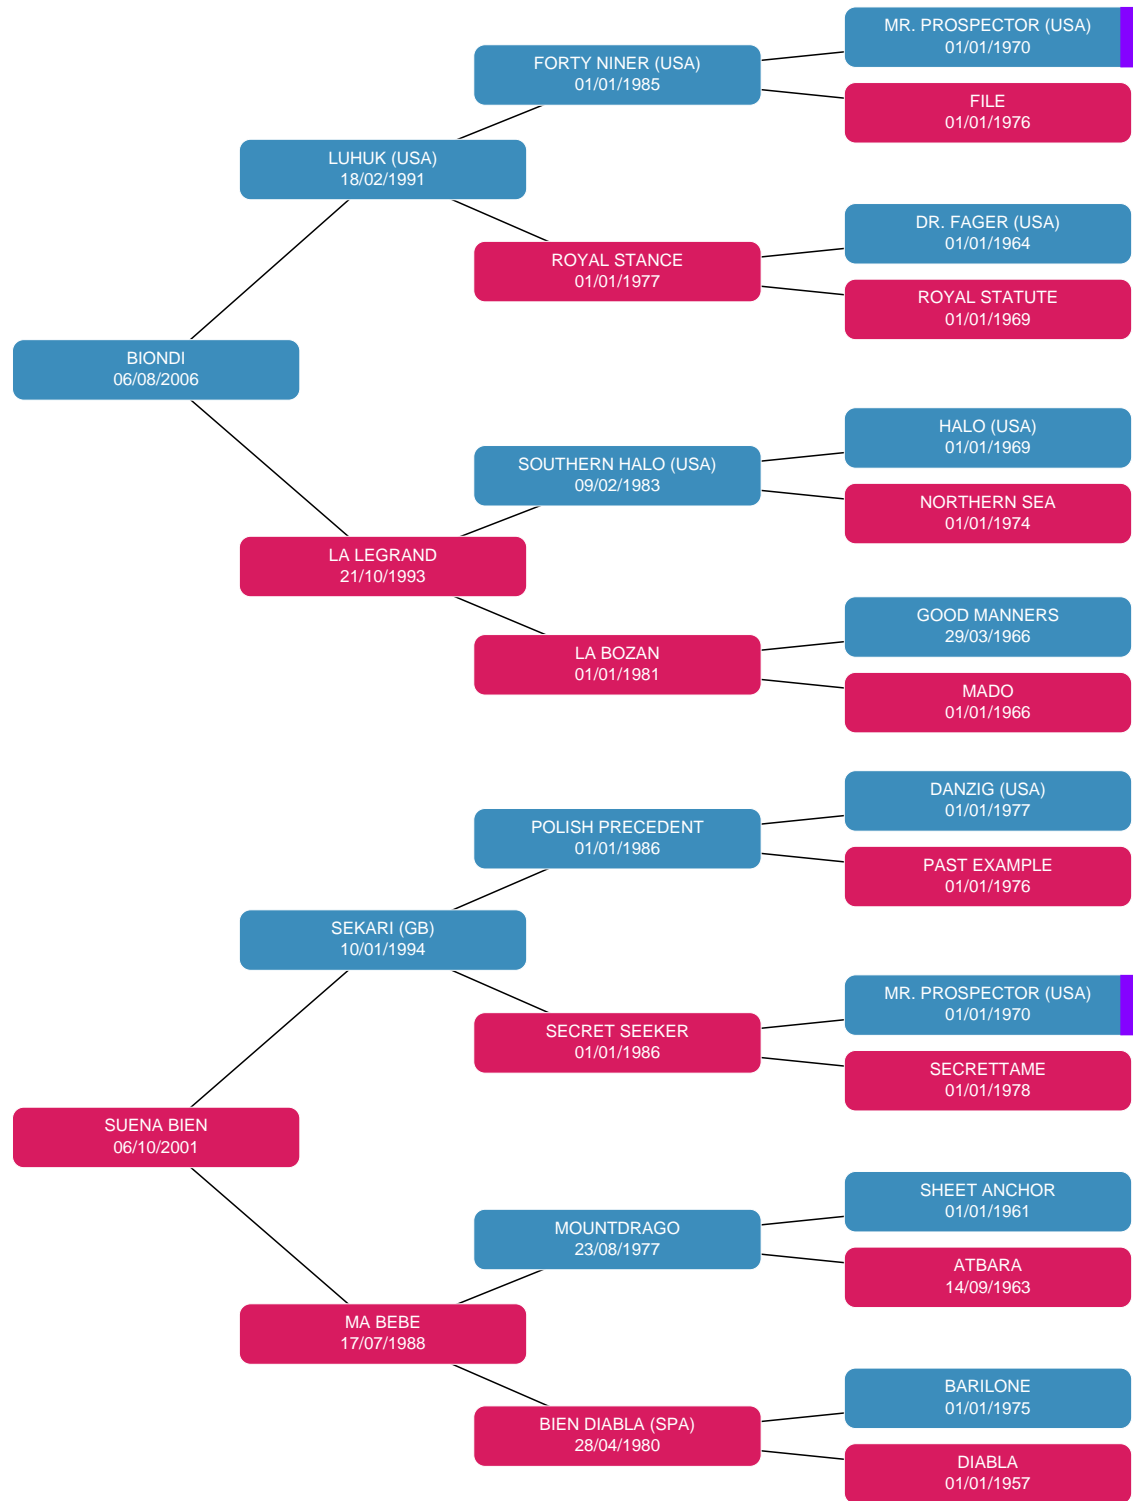 MR. PROSPECTOR (USA)
01/01/1970
FORTY NINER (USA)
01/01/1985
FILE
01/01/1976
LUHUK (USA)
18/02/1991
DR. FAGER (USA)
01/01/1964
ROYAL STANCE
01/01/1977
ROYAL STATUTE
01/01/1969
BIONDI
06/08/2006
HALO (USA)
01/01/1969
SOUTHERN HALO (USA)
09/02/1983
NORTHERN SEA
01/01/1974
LA LEGRAND
21/10/1993
GOOD MANNERS
29/03/1966
LA BOZAN
01/01/1981
MADO
01/01/1966
DANZIG (USA)
01/01/1977
POLISH PRECEDENT
01/01/1986
PAST EXAMPLE
01/01/1976
SEKARI (GB)
10/01/1994
MR. PROSPECTOR (USA)
01/01/1970
SECRET SEEKER
01/01/1986
SECRETTAME
01/01/1978
SUENA BIEN
06/10/2001
SHEET ANCHOR
01/01/1961
MOUNTDRAGO
23/08/1977
ATBARA
14/09/1963
MA BEBE
17/07/1988
BARILONE
01/01/1975
BIEN DIABLA (SPA)
28/04/1980
DIABLA
01/01/1957